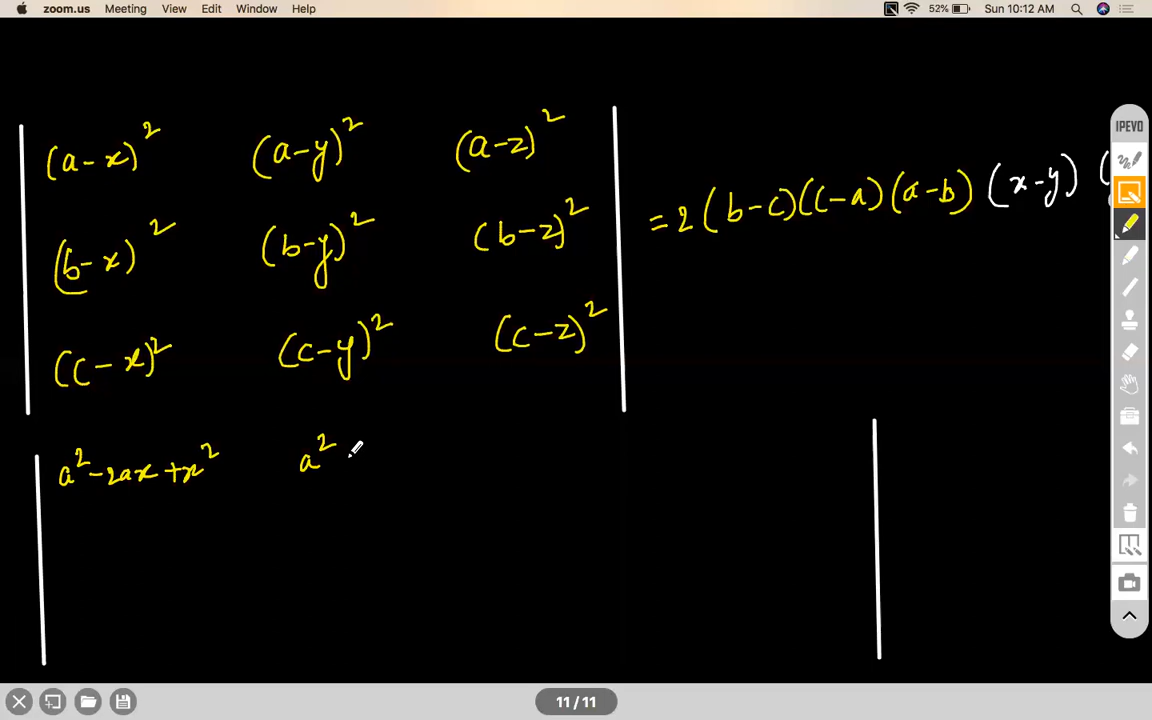 zoom.us Meeting View Edit Window Help 52% Sun 10:12 AM
(a-x)² (a-y)² (a-z)²
(b-x)² (b-y)² (b-z)² = 2(b-c)(c-a)(a-b)(x-y)(
(c-x)² (c-y)² (c-z)²
a²-2ax+x² a²
IPEVO
11/11